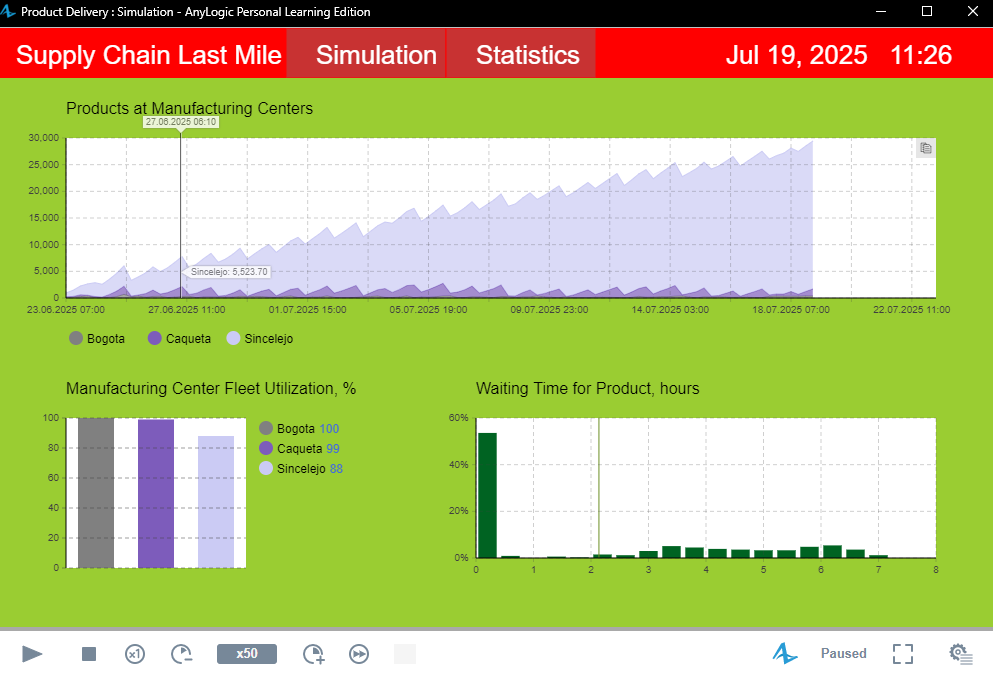 Product Delivery : Simulation - AnyLogic Personal Learning Edition
Supply Chain Last Mile Simulation Statistics Jul 19, 2025 11:26
Products at Manufacturing Centers
27.06.2025 06:10
30,000
25,000
20,000
15,000
10,000
5,000
0
Sincelejo: 5,523.70
23.06.2025 07:00 27.06.2025 11:00 01.07.2025 15:00 05.07.2025 19:00 09.07.2025 23:00 14.07.2025 03:00 18.07.2025 07:00 22.07.2025 11:00
Bogota Caqueta Sincelejo
Manufacturing Center Fleet Utilization, %
100
80
60
40
20
0
Bogota 100
Caqueta 99
Sincelejo 88
Waiting Time for Product, hours
60%
40%
20%
0%
0 1 2 3 4 5 6 7 8
x1 x50 Paused